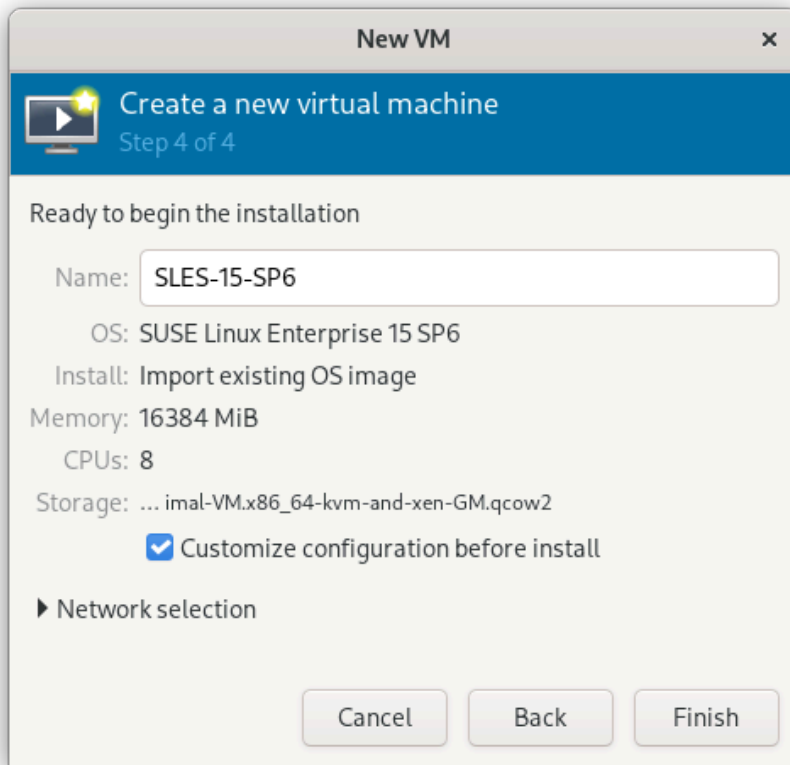 New VM
Create a new virtual machine
Step 4 of 4
Ready to begin the installation
Name: SLES-15-SP6
OS: SUSE Linux Enterprise 15 SP6
Install: Import existing OS image
Memory: 16384 MiB
CPUs: 8
Storage: ... imal-VM.x86_64-kvm-and-xen-GM.qcow2
Customize configuration before install
Network selection
Cancel Back Finish